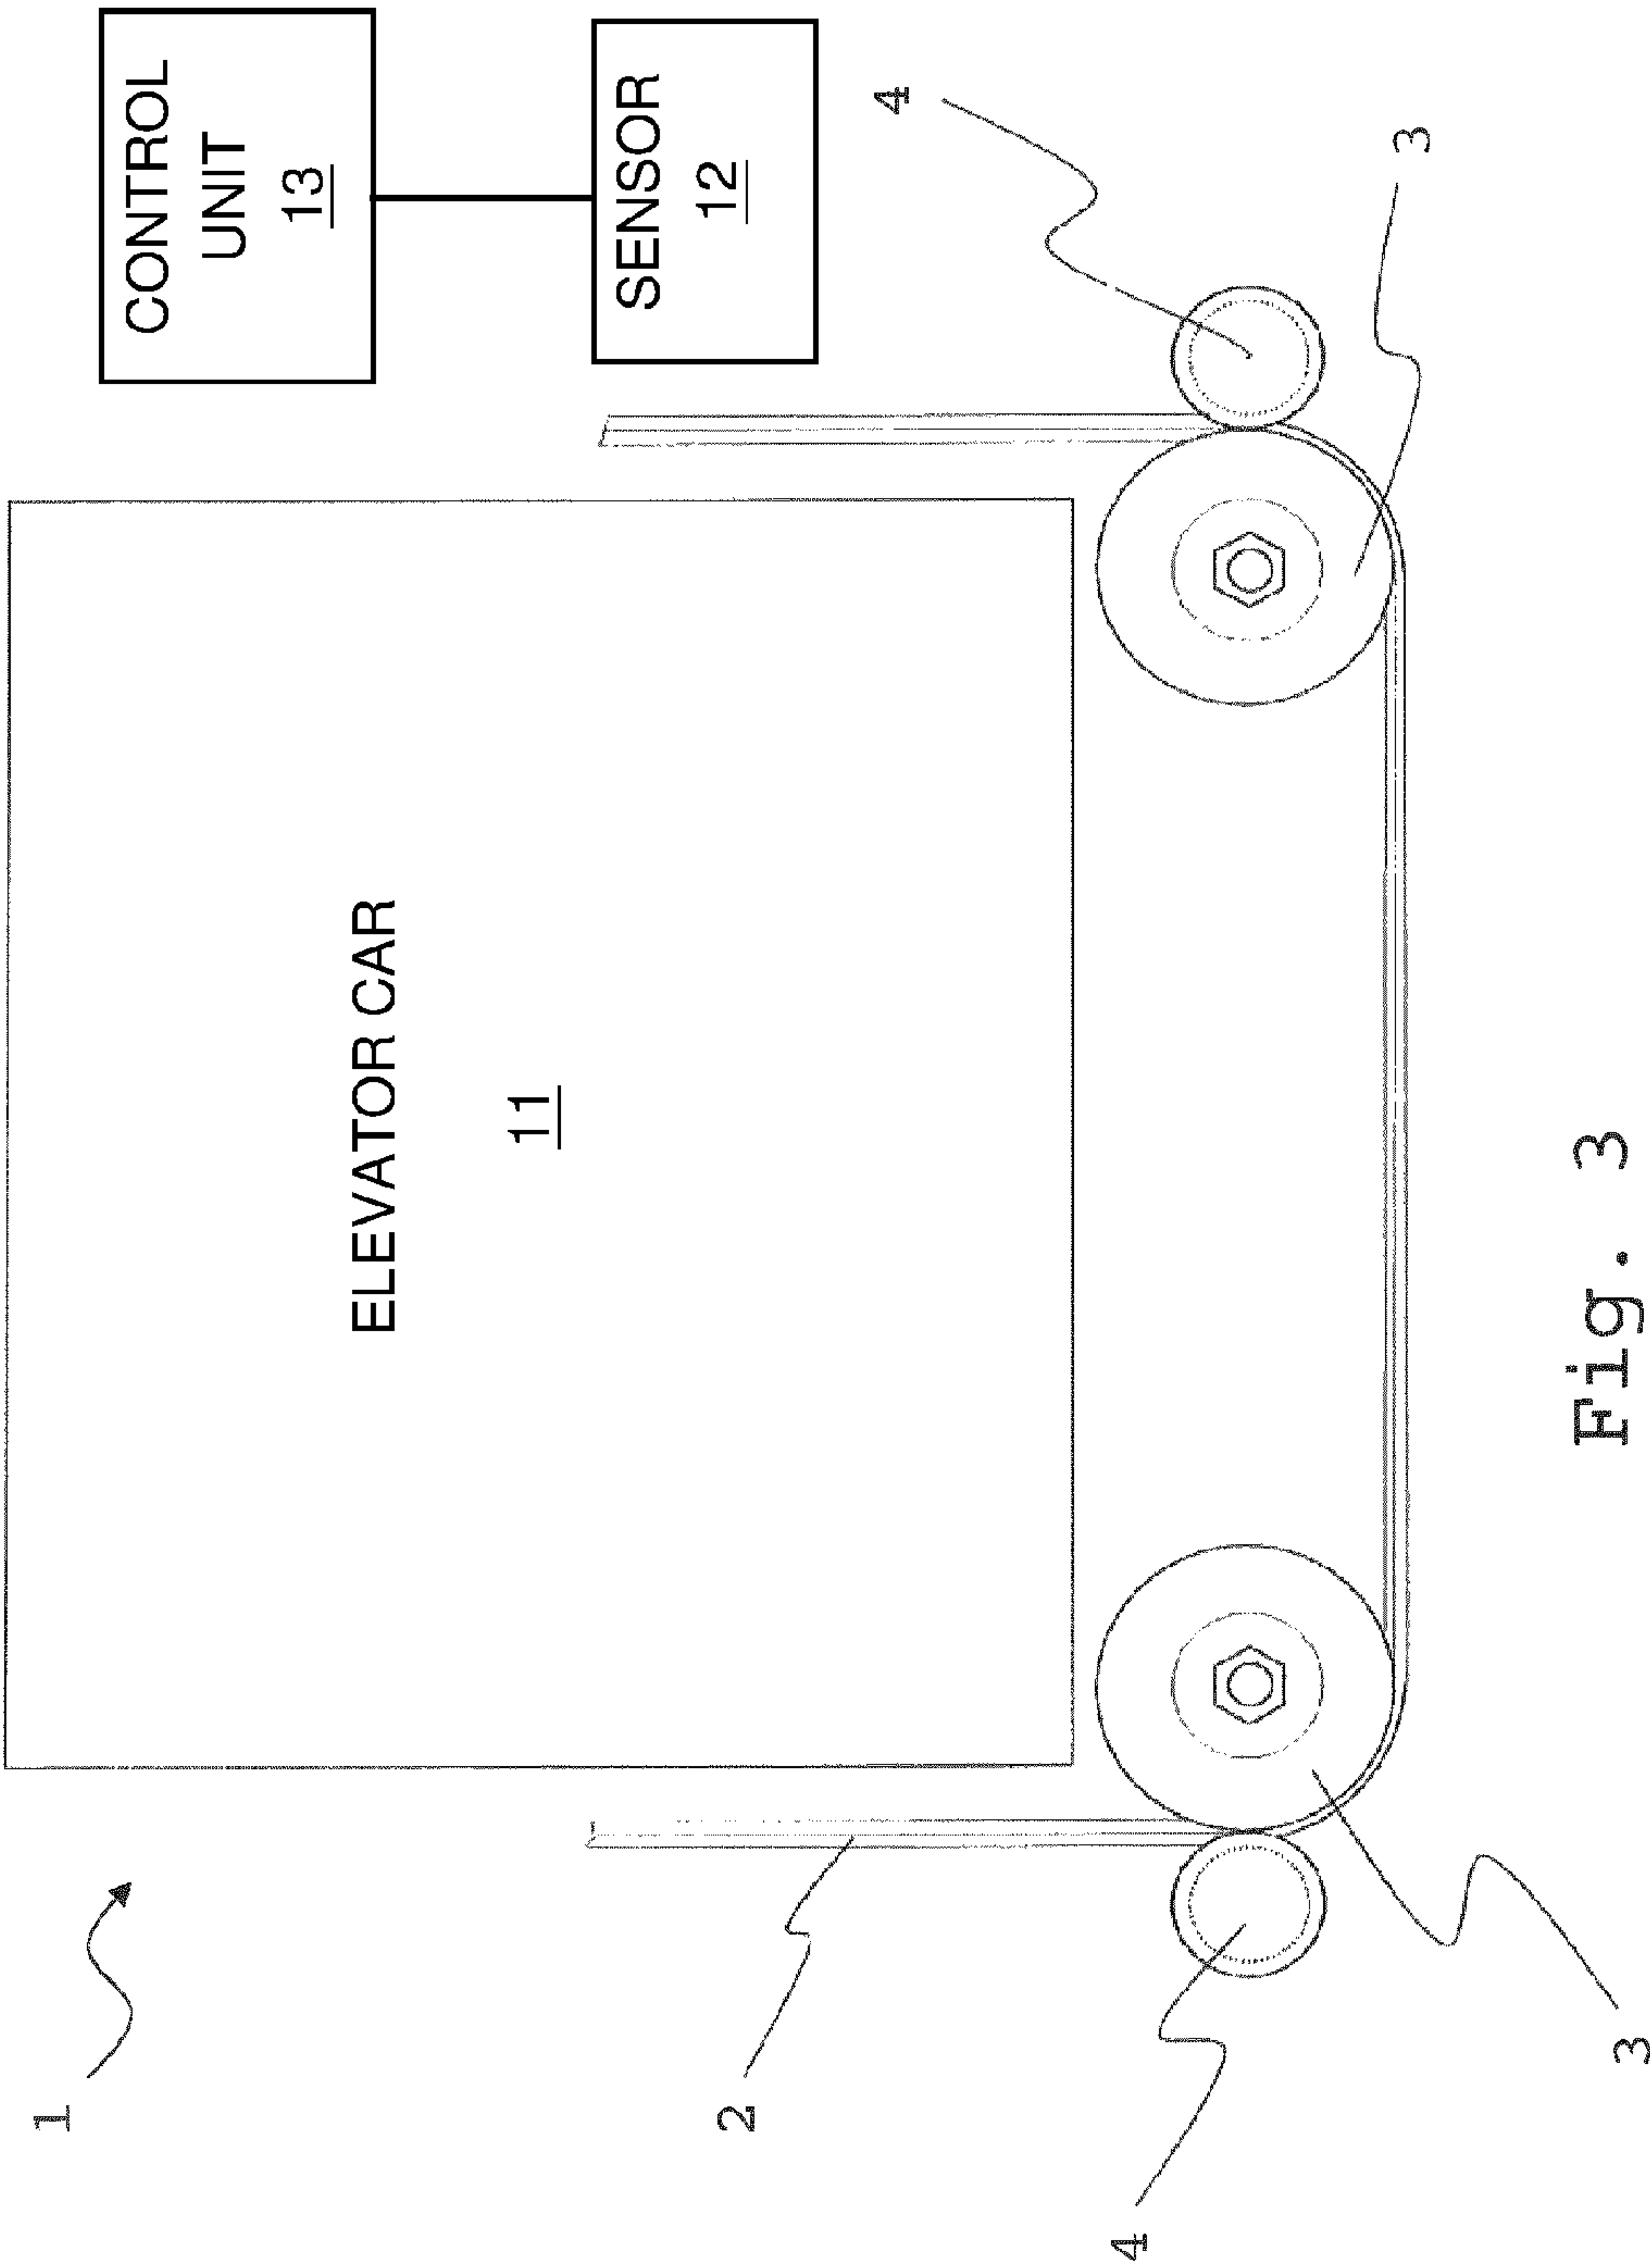 1
CONTROL
UNIT
13
ELEVATOR CAR
11
SENSOR
12
2
4
4
3
3
Fig. 3